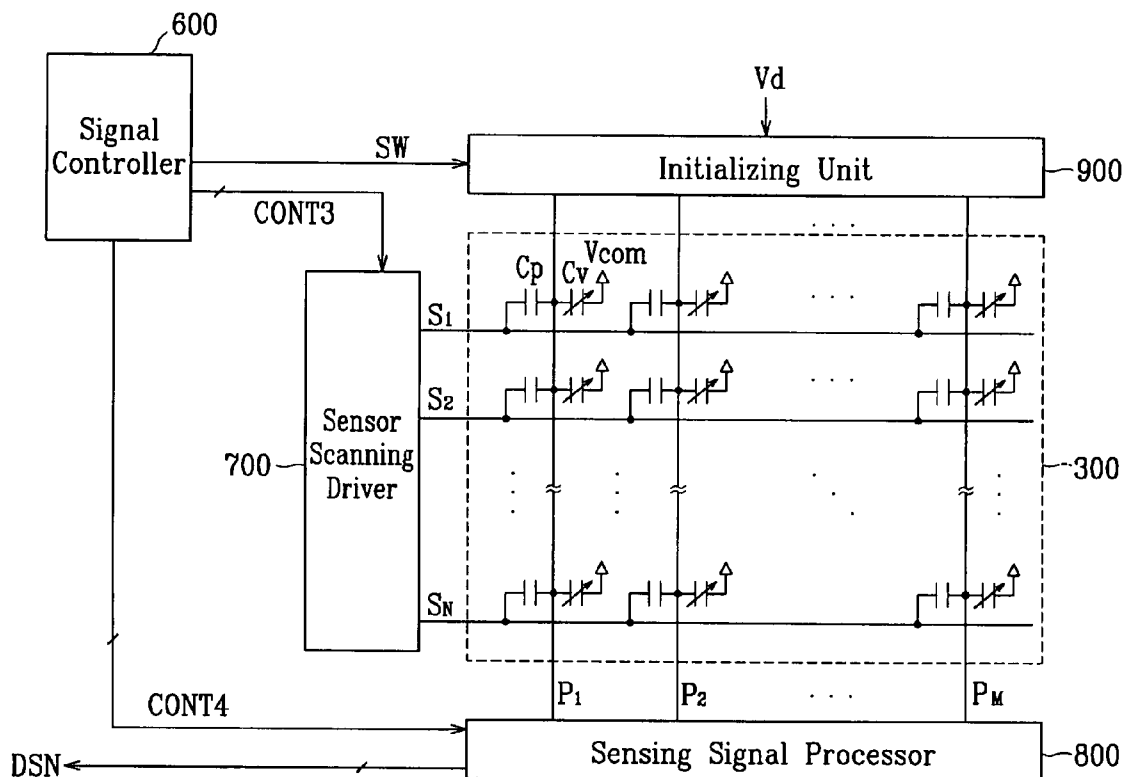 600
Signal
Controller
Vd
SW
Initializing Unit
900
CONT3
. . .
Cp Cv Vcom
S1
. . .
S2
. . .
700
Sensor
Scanning
Driver
300
SN
P1 P2 . . . PM
CONT4
DSN
Sensing Signal Processor
800